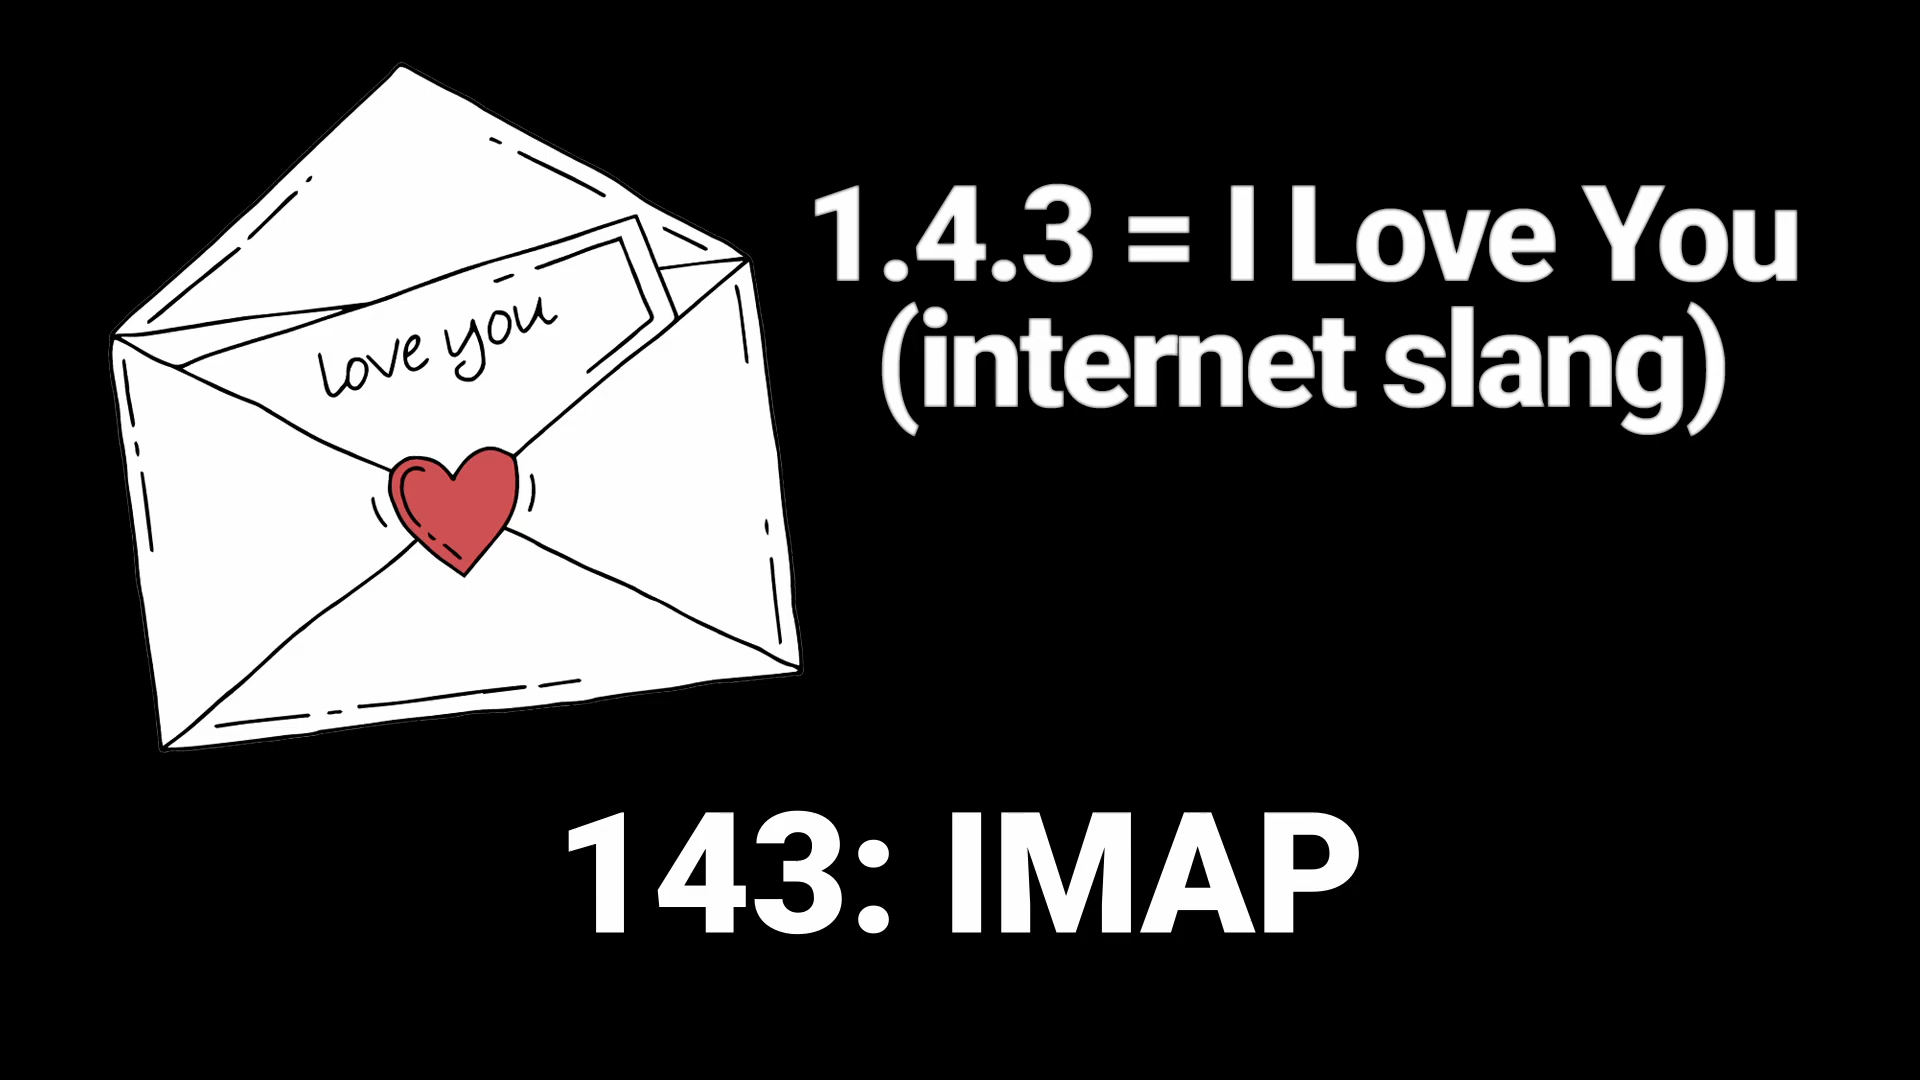 love you
1.4.3 = I Love You
(internet slang)
143: IMAP